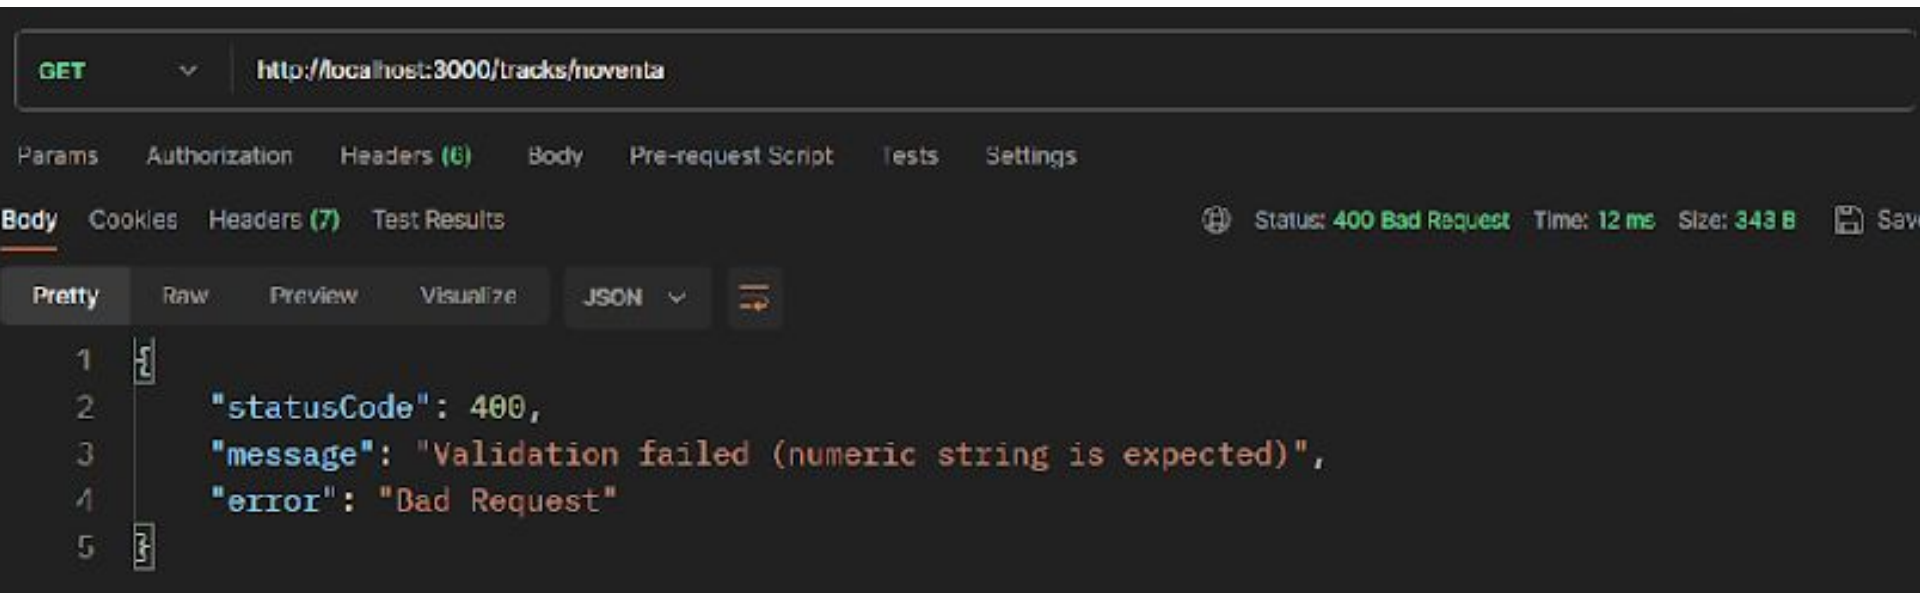 GET http://localhost:3000/tracks/noventa
Params Authorization Headers (6) Body Pre-request Script Tests Settings
Body Cookies Headers (7) Test Results Status: 400 Bad Request Time: 12 ms Size: 343 B Save
Pretty Raw Preview Visualize JSON
1 {
2 "statusCode": 400,
3 "message": "Validation failed (numeric string is expected)",
4 "error": "Bad Request"
5 }